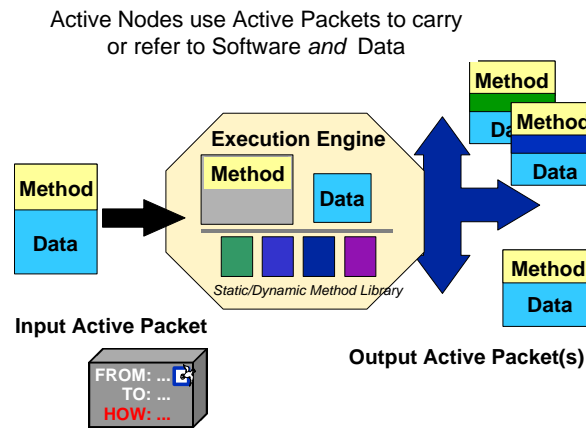 Active Nodes use Active Packets to carry
or refer to Software and Data
Method
Data
Execution Engine
Method
Data
Static/Dynamic Method Library
Method
Da
Method
Data
Method
Data
Input Active Packet
Output Active Packet(s)
FROM: ...
TO: ...
HOW: ...